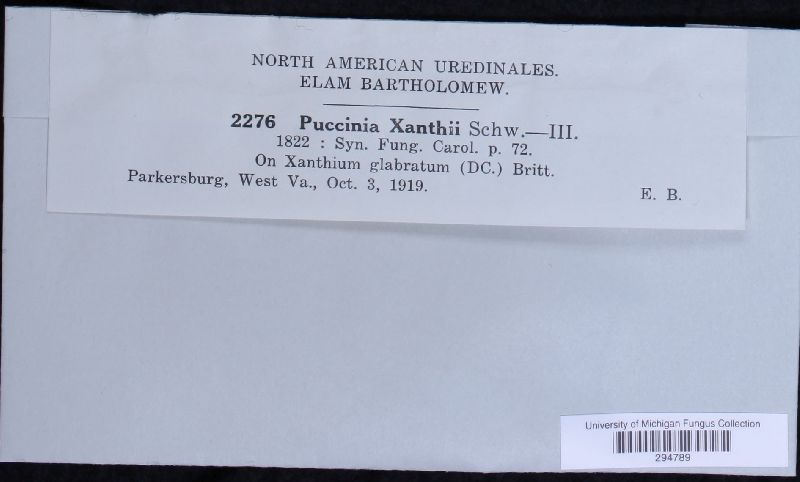 NORTH AMERICAN UREDINALES.
ELAM BARTHOLOMEW.
2276 Puccinia Xanthii Schw.—III.
1822 : Syn. Fung. Carol. p. 72.
On Xanthium glabratum (DC.) Britt.
Parkersburg, West Va., Oct. 3, 1919.
E. B.
University of Michigan Fungus Collection
294789